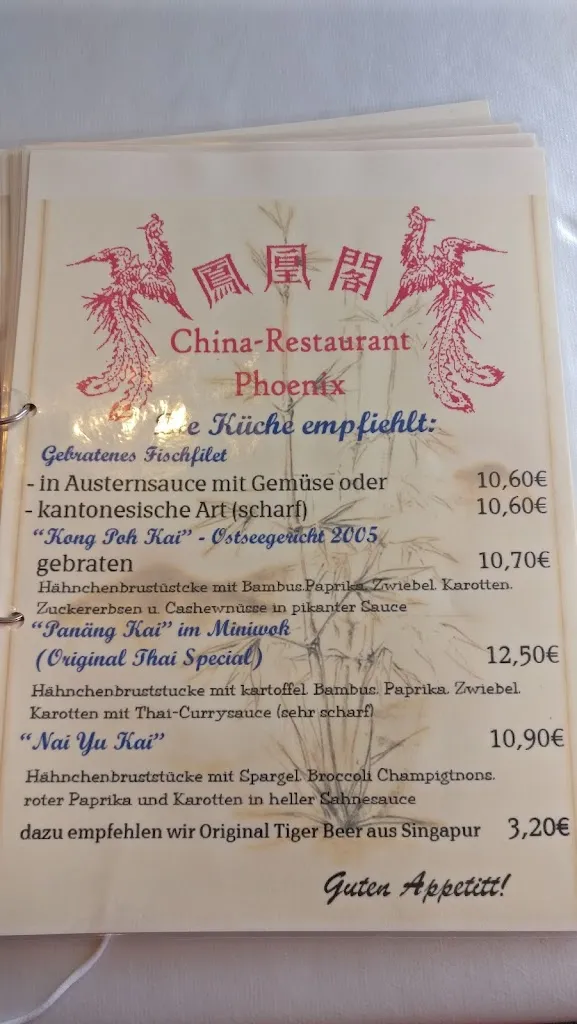 鳳凰閣
China-Restaurant
Phoenix
Küche empfiehlt:
Gebratenes Fischfilet
- in Austernsauce mit Gemüse oder 10,60€
- kantonesische Art (scharf) 10,60€
"Kong Poh Kai" - Ostseegericht 2005
gebraten 10,70€
Hähnchenbrustüstcke mit Bambus.Paprika. Zwiebel. Karotten.
Zuckererbsen u. Cashewnüsse in pikanter Sauce
"Panäng Kai" im Miniwok
(Original Thai Special) 12,50€
Hähnchenbruststucke mit kartoffel. Bambus. Paprika. Zwiebel.
Karotten mit Thai-Currysauce (sehr scharf)
"Nai Yu Kai" 10,90€
Hähnchenbruststücke mit Spargel. Broccoli Champigtnons.
roter Paprika und Karotten in heller Sahnesauce
dazu empfehlen wir Original Tiger Beer aus Singapur 3,20€
Guten Appetitt!